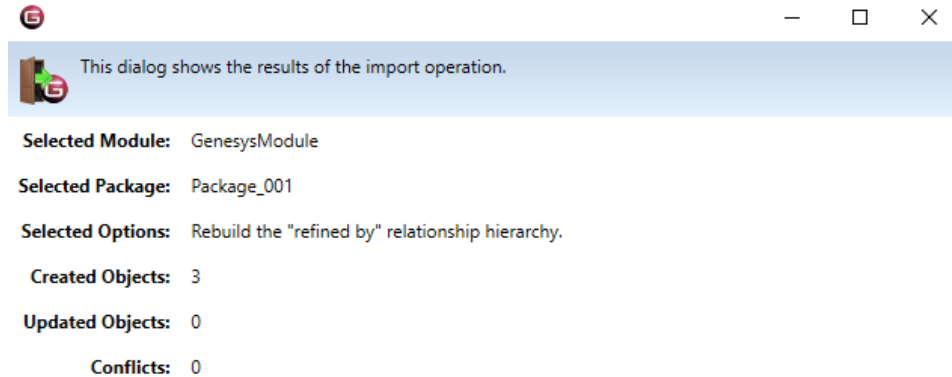 G
This dialog shows the results of the import operation.
G
Selected Module: GenesysModule
Selected Package: Package_001
Selected Options: Rebuild the "refined by" relationship hierarchy.
Created Objects: 3
Updated Objects: 0
Conflicts: 0